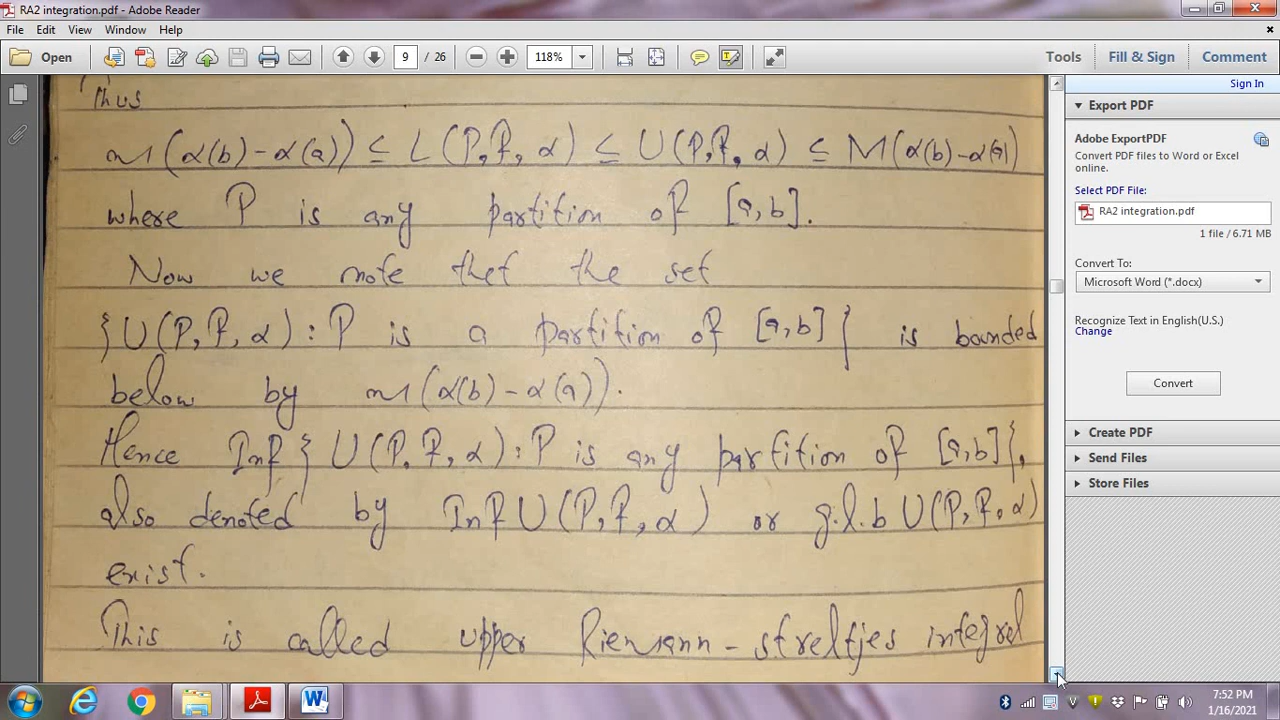 RA2 integration.pdf - Adobe Reader
File Edit View Window Help
Open 9 / 26 118% Tools Fill & Sign Comment
Sign In
Export PDF
Adobe ExportPDF
Convert PDF files to Word or Excel
online.
Select PDF File:
RA2 integration.pdf
1 file / 6.71 MB
Convert To:
Microsoft Word (*.docx)
Recognize Text in English(U.S.)
Change
Convert
Create PDF
Send Files
Store Files
Thus
m(α(b)-α(a)) ≤ L(P,f,α) ≤ U(P,f,α) ≤ M(α(b)-α(a))
where P is any partition of [a,b].
Now we note thet the set
{U(P,f,α) : P is a partition of [a,b]} is bounded
below by m(α(b)-α(a)).
Hence Inf{U(P,f,α) : P is any partition of [a,b]},
also denoted by Inf U(P,f,α) or g.l.b U(P,f,α)
exist.
This is called upper Riemann-streltjes integrel
7:52 PM
1/16/2021